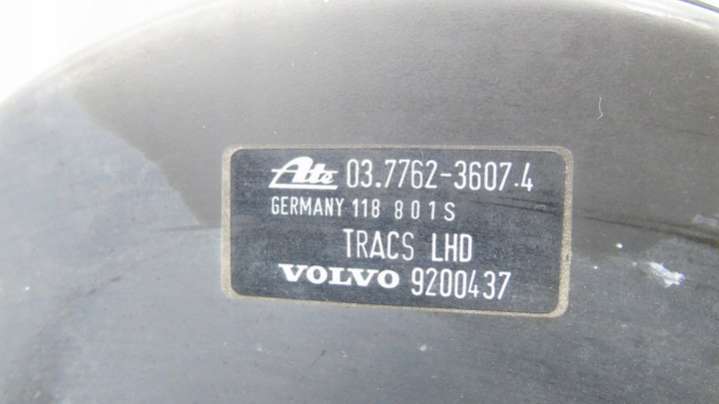 Ate 03.7762-3607.4
GERMANY 118 801S
TRACS LHD
VOLVO 9200437